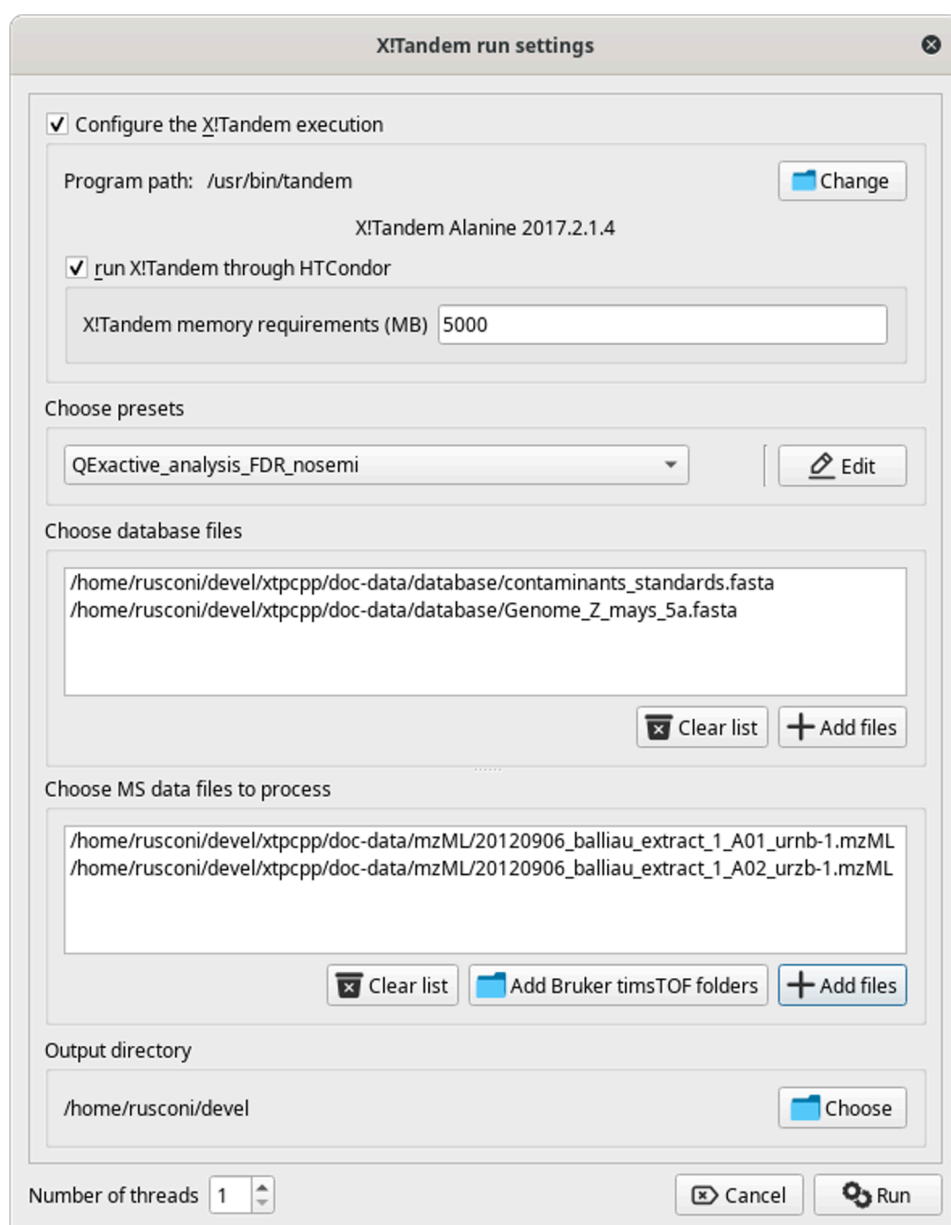 X!Tandem run settings
Configure the X!Tandem execution
Program path: /usr/bin/tandem
Change
X!Tandem Alanine 2017.2.1.4
run X!Tandem through HTCondor
X!Tandem memory requirements (MB) 5000
Choose presets
QExactive_analysis_FDR_nosemi
Edit
Choose database files
/home/rusconi/devel/xtpcpp/doc-data/database/contaminants_standards.fasta
/home/rusconi/devel/xtpcpp/doc-data/database/Genome_Z_mays_5a.fasta
Clear list
Add files
Choose MS data files to process
/home/rusconi/devel/xtpcpp/doc-data/mzML/20120906_balliau_extract_1_A01_urnb-1.mzML
/home/rusconi/devel/xtpcpp/doc-data/mzML/20120906_balliau_extract_1_A02_urzb-1.mzML
Clear list
Add Bruker timsTOF folders
Add files
Output directory
/home/rusconi/devel
Choose
Number of threads 1
Cancel
Run